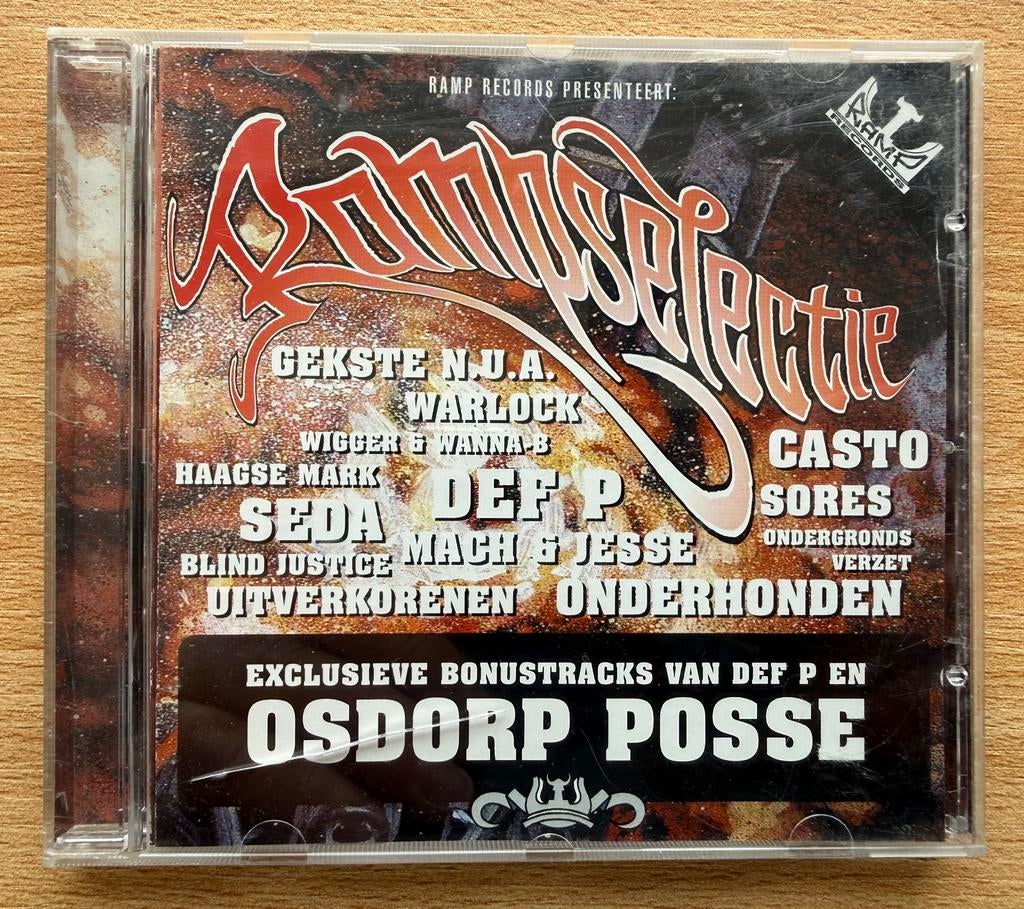 RAMP RECORDS PRESENTEERT:
RAMP
RECORDS
Rampselectie
GEKSTE N.U.A.
WARLOCK
WIGGER & WANNA-B
HAAGSE MARK
DEF P
SEDA
MACH & JESSE
BLIND JUSTICE
UITVERKORENEN
CASTO
SORES
ONDERGRONDS
VERZET
ONDERHONDEN
EXCLUSIEVE BONUSTRACKS VAN DEF P EN
OSDORP POSSE